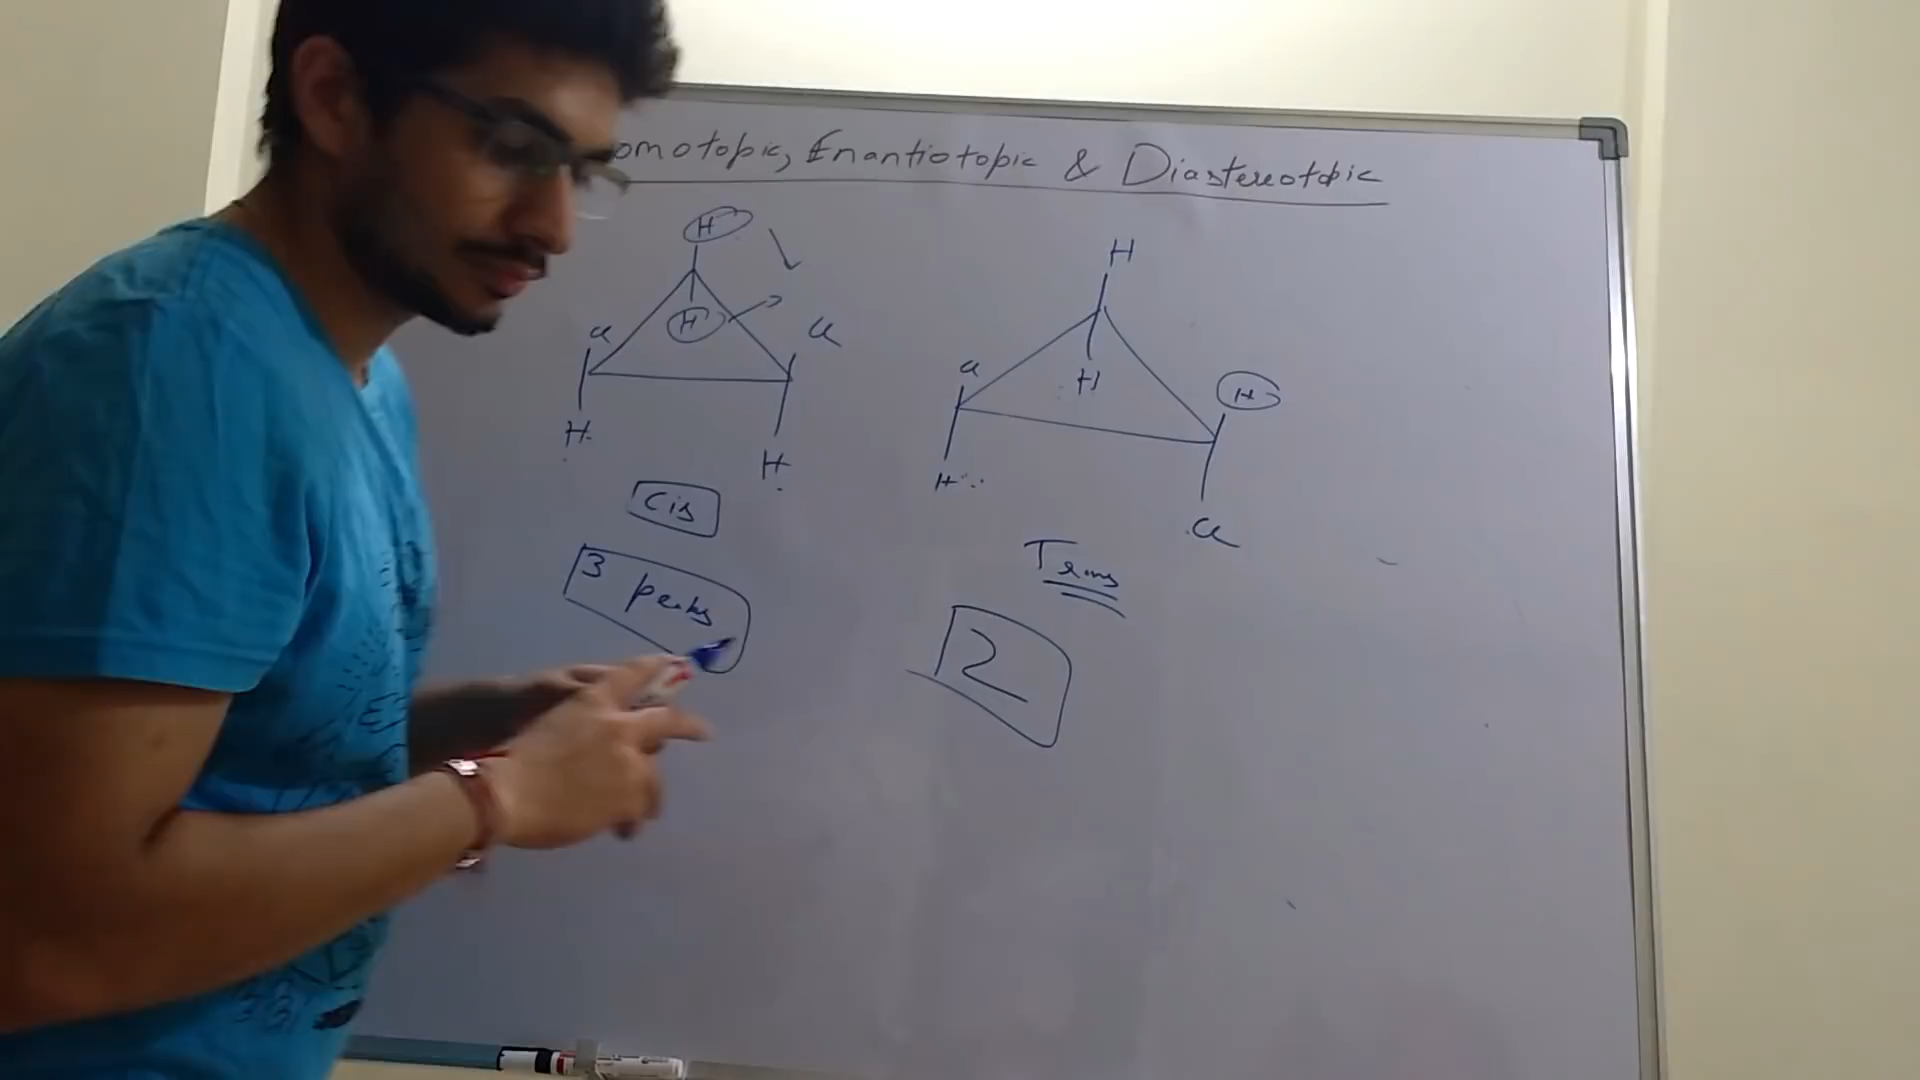 omotopic, Enantiotopic & Diastereotopic
H
H
Cl Cl
H
H
Cis
3 peaks
H
Cl H
H
H
Cl
Trans
2